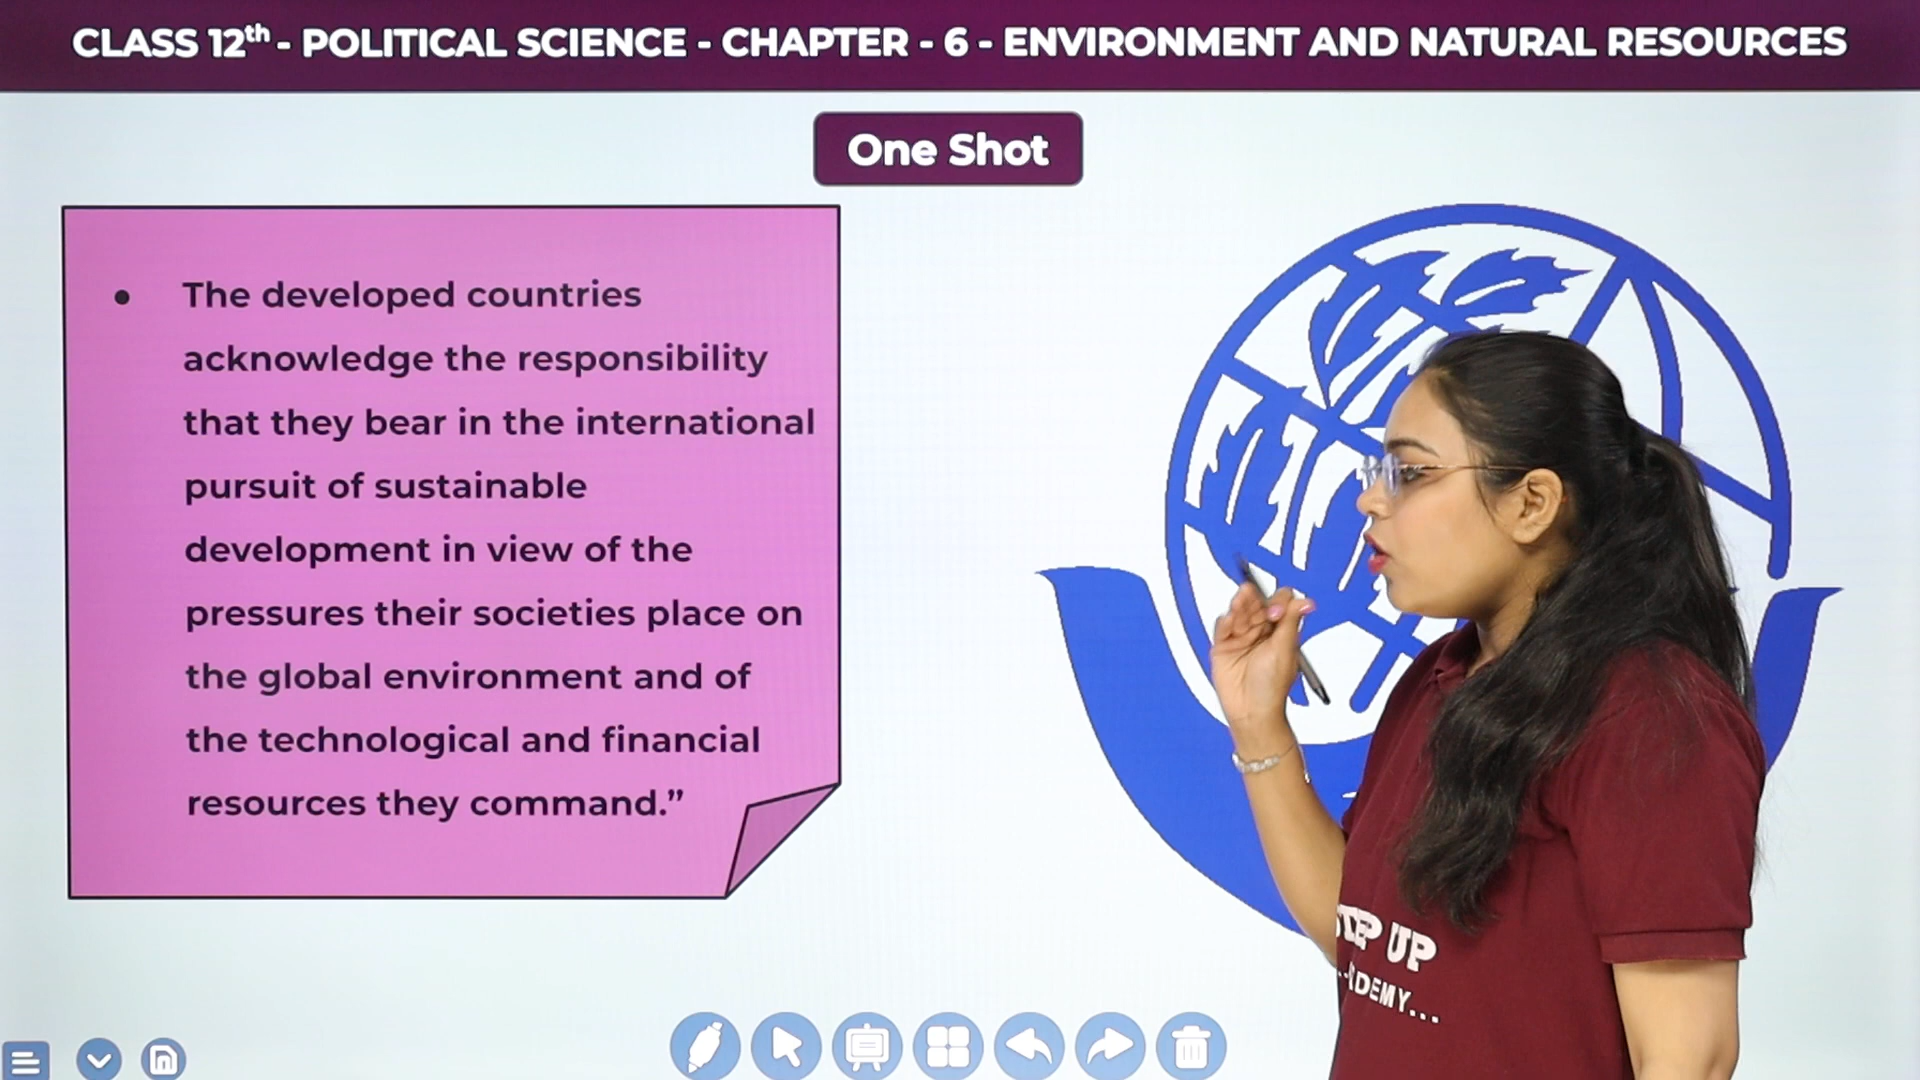 CLASS 12th - POLITICAL SCIENCE - CHAPTER - 6 - ENVIRONMENT AND NATURAL RESOURCES
One Shot
• The developed countries
acknowledge the responsibility
that they bear in the international
pursuit of sustainable
development in view of the
pressures their societies place on
the global environment and of
the technological and financial
resources they command.”
UP